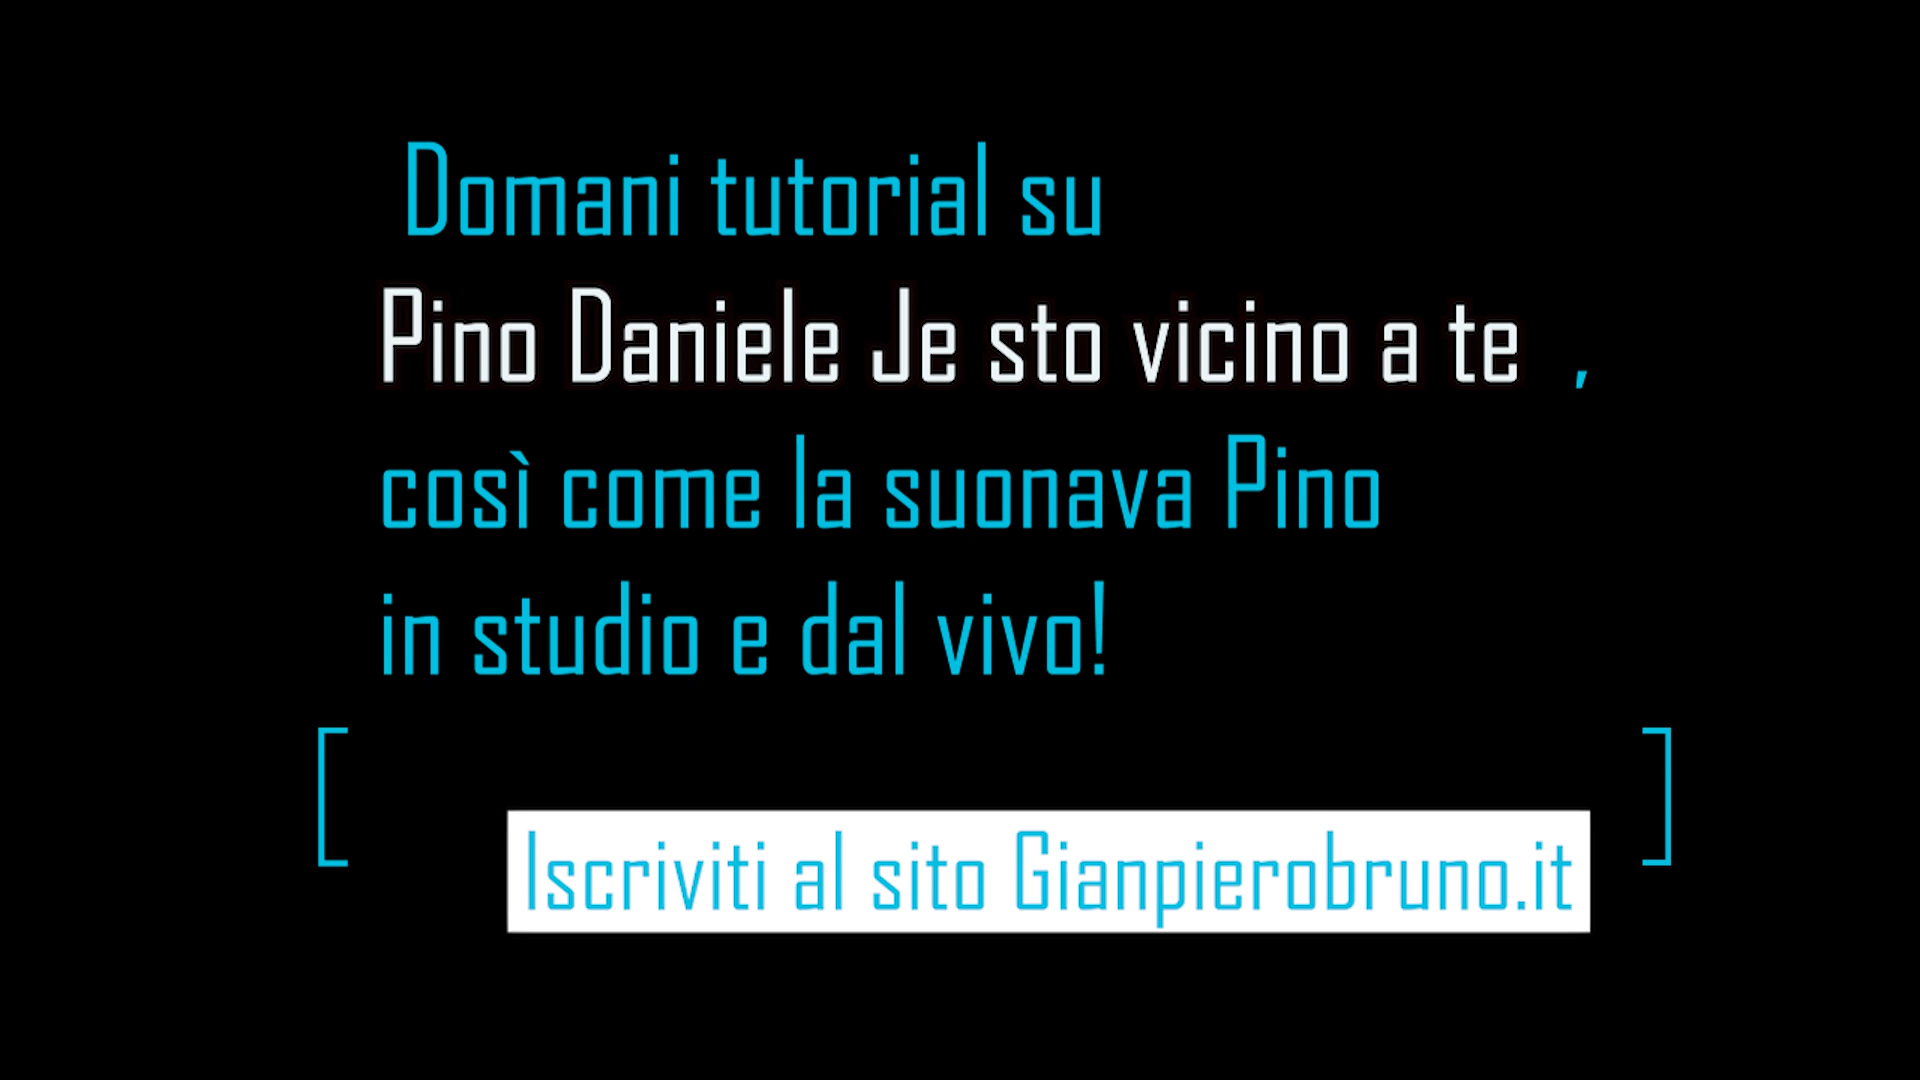 Domani tutorial su
Pino Daniele Je sto vicino a te ,
così come la suonava Pino
in studio e dal vivo!
Iscriviti al sito Gianpierobruno.it